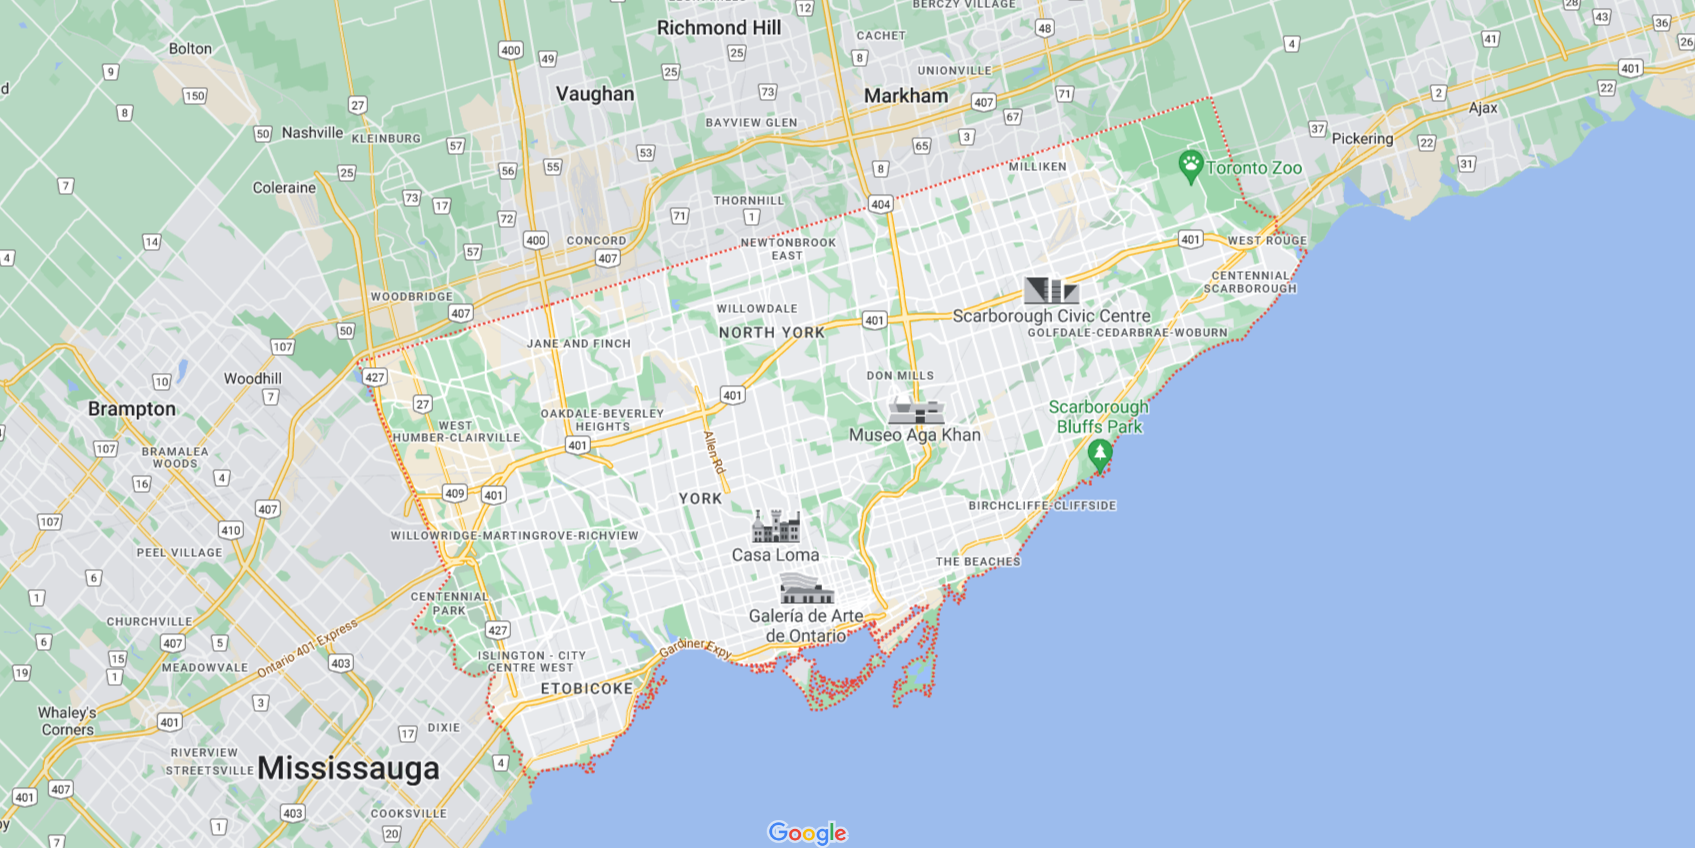 BERCZY VILLAGE
12
28
43
36
Richmond Hill
48
CACHET
41
26
Bolton
400
49
25
8
4
9
25
UNIONVILLE
401
150
Vaughan
73
Markham
407
71
2
22
8
27
67
Ajax
50
Nashville
KLEINBURG
BAYVIEW GLEN
3
37
Pickering
22
57
53
65
56
55
8
MILLIKEN
Toronto Zoo
31
25
7
Coleraine
73
17
THORNHILL
404
72
71
1
14
400
CONCORD
NEWTONBROOK
EAST
401
WEST ROUGE
57
407
4
CENTENNIAL
SCARBOROUGH
WOODBRIDGE
407
WILLOWDALE
Scarborough Civic Centre
50
NORTH YORK
401
GOLFDALE-CEDARBRAE-WOBURN
107
JANE AND FINCH
Woodhill
427
DON MILLS
10
7
401
Brampton
27
Scarborough
Bluffs Park
OAKDALE-BEVERLEY
HEIGHTS
WEST
HUMBER-CLAIRVILLE
Museo Aga Khan
107
401
Allen Rd
BRAMALEA
WOODS
4
16
409
401
YORK
407
BIRCHCLIFFE-CLIFFSIDE
107
410
WILLOWRIDGE-MARTINGROVE-RICHVIEW
PEEL VILLAGE
Casa Loma
THE BEACHES
6
1
CENTENNIAL
PARK
Galería de Arte
de Ontario
CHURCHVILLE
427
6
407
5
Ontario 401 Express
Gardiner Expy
15
403
ISLINGTON - CITY
CENTRE WEST
19
1
MEADOWVALE
ETOBICOKE
3
Whaley's
Corners
401
17
DIXIE
RIVERVIEW
STREETSVILLE
Mississauga
4
407
401
403
COOKSVILLE
1
20
Google
7